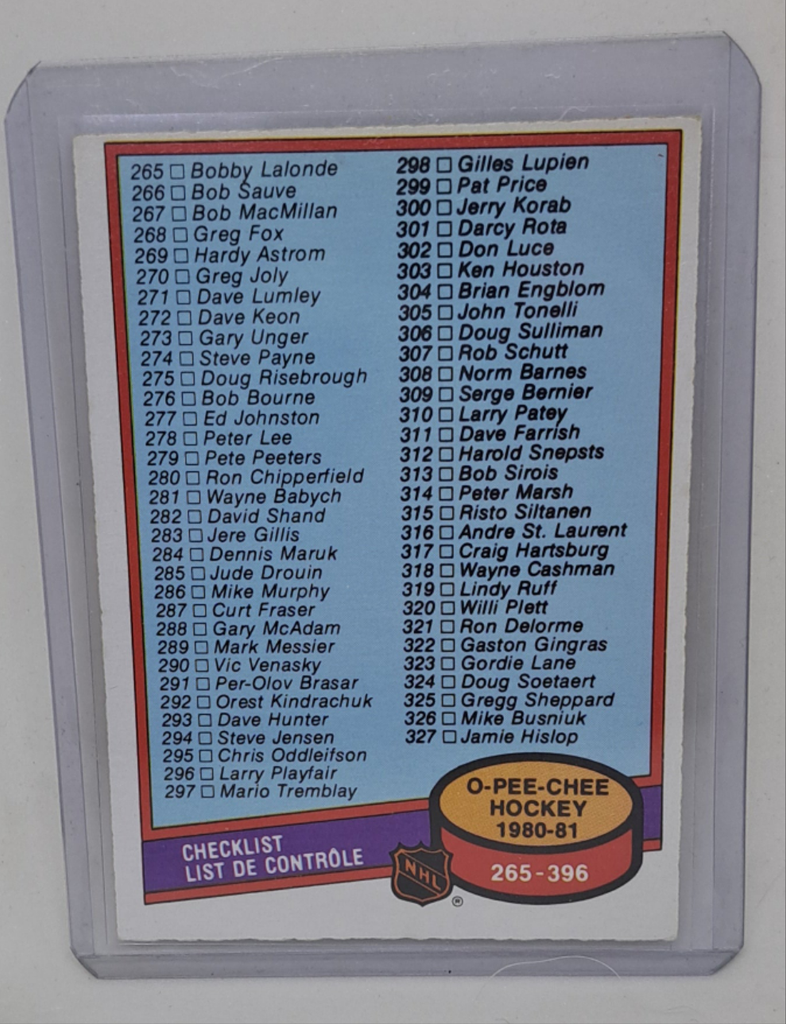 265 □ Bobby Lalonde
266 □ Bob Sauve
267 □ Bob MacMillan
268 □ Greg Fox
269 □ Hardy Astrom
270 □ Greg Joly
271 □ Dave Lumley
272 □ Dave Keon
273 □ Gary Unger
274 □ Steve Payne
275 □ Doug Risebrough
276 □ Bob Bourne
277 □ Ed Johnston
278 □ Peter Lee
279 □ Pete Peeters
280 □ Ron Chipperfield
281 □ Wayne Babych
282 □ David Shand
283 □ Jere Gillis
284 □ Dennis Maruk
285 □ Jude Drouin
286 □ Mike Murphy
287 □ Curt Fraser
288 □ Gary McAdam
289 □ Mark Messier
290 □ Vic Venasky
291 □ Per-Olov Brasar
292 □ Orest Kindrachuk
293 □ Dave Hunter
294 □ Steve Jensen
295 □ Chris Oddleifson
296 □ Larry Playfair
297 □ Mario Tremblay
298 □ Gilles Lupien
299 □ Pat Price
300 □ Jerry Korab
301 □ Darcy Rota
302 □ Don Luce
303 □ Ken Houston
304 □ Brian Engblom
305 □ John Tonelli
306 □ Doug Sulliman
307 □ Rob Schutt
308 □ Norm Barnes
309 □ Serge Bernier
310 □ Larry Patey
311 □ Dave Farrish
312 □ Harold Snepsts
313 □ Bob Sirois
314 □ Peter Marsh
315 □ Risto Siltanen
316 □ Andre St. Laurent
317 □ Craig Hartsburg
318 □ Wayne Cashman
319 □ Lindy Ruff
320 □ Willi Plett
321 □ Ron Delorme
322 □ Gaston Gingras
323 □ Gordie Lane
324 □ Doug Soetaert
325 □ Gregg Sheppard
326 □ Mike Busniuk
327 □ Jamie Hislop
CHECKLIST
LIST DE CONTRÔLE
NHL
®
O-PEE-CHEE
HOCKEY
1980-81
265-396